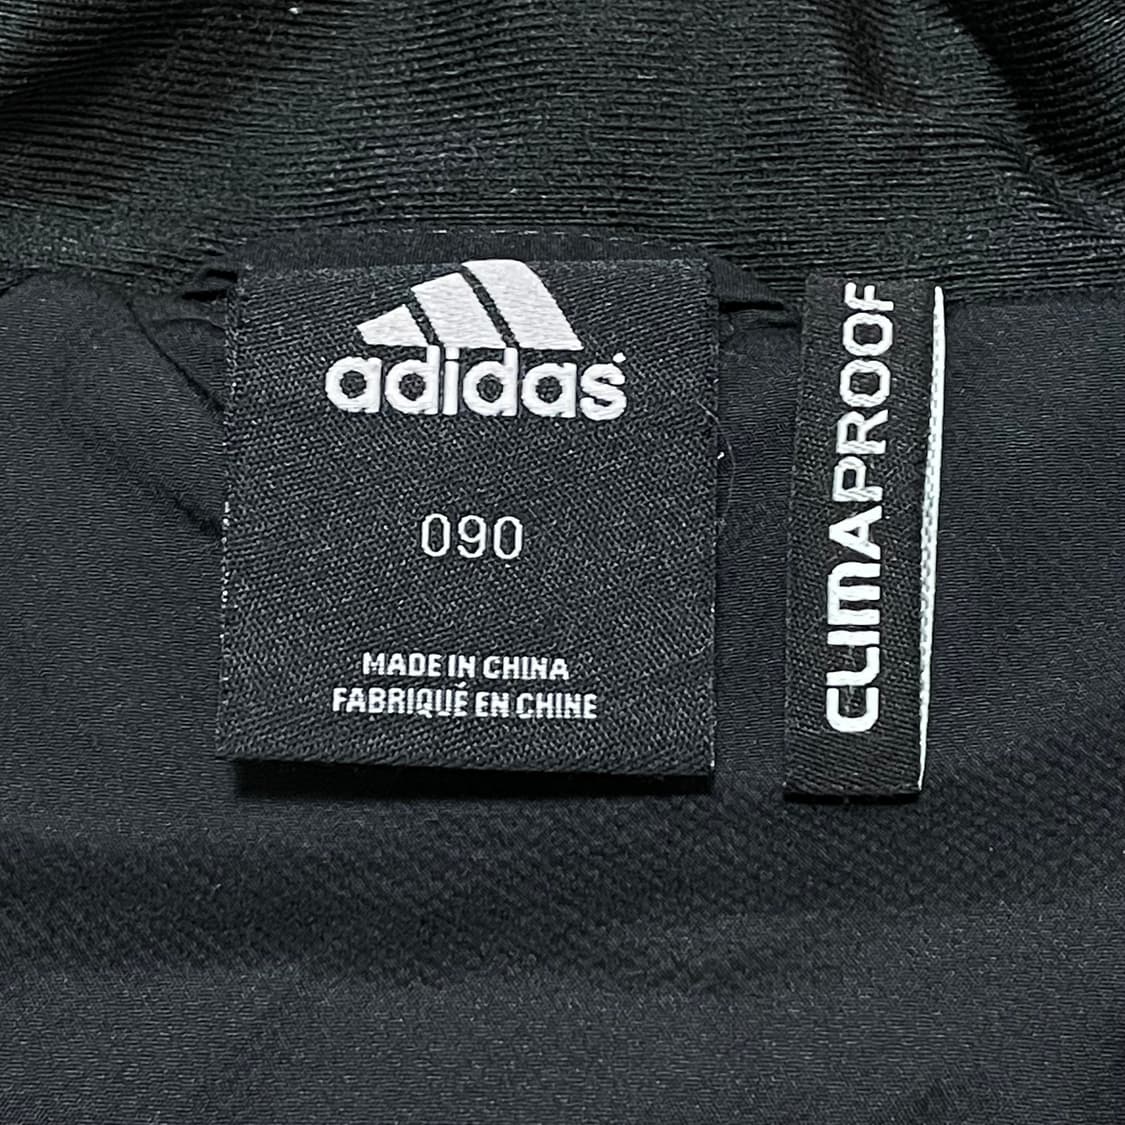 adidas
090
MADE IN CHINA
FABRIQUÉ EN CHINE
CLIMAPROOF